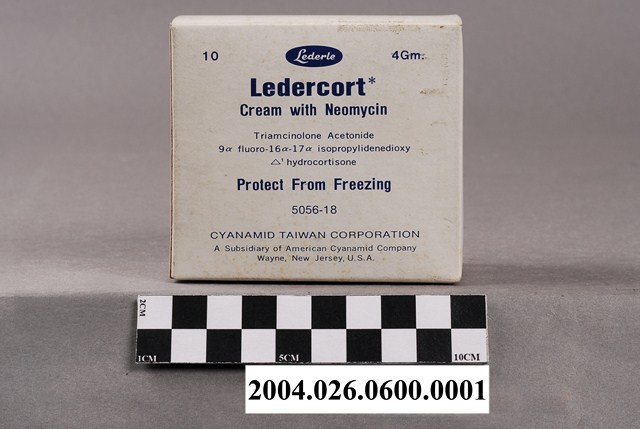 10 Lederle 4Gm.
Ledercort*
Cream with Neomycin
Triamcinolone Acetonide
9α fluoro-16α-17α isopropylidenedioxy
△¹ hydrocortisone
Protect From Freezing
5056-18
CYANAMID TAIWAN CORPORATION
A Subsidiary of American Cyanamid Company
Wayne, New Jersey, U.S.A.
2CM
1CM 5CM 10CM
2004.026.0600.0001